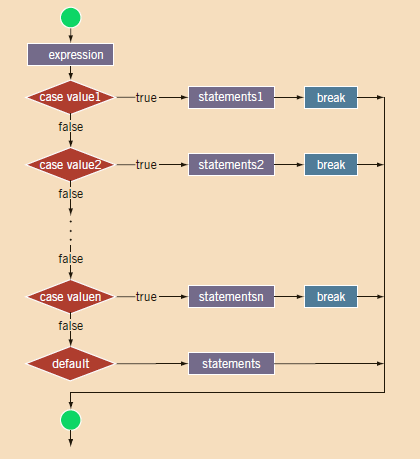 expression
case value1 true statements1 break
false
case value2 true statements2 break
false
false
case valuen true statementsn break
false
default statements